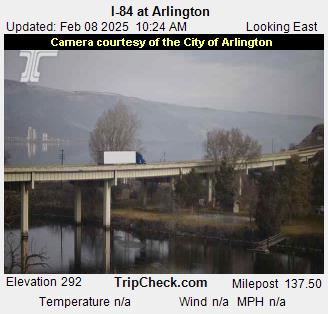 I-84 at Arlington
Updated: Feb 08 2025 10:24 AM Looking East
Camera courtesy of the City of Arlington
Elevation 292 TripCheck.com Milepost 137.50
Temperature n/a Wind n/a MPH n/a